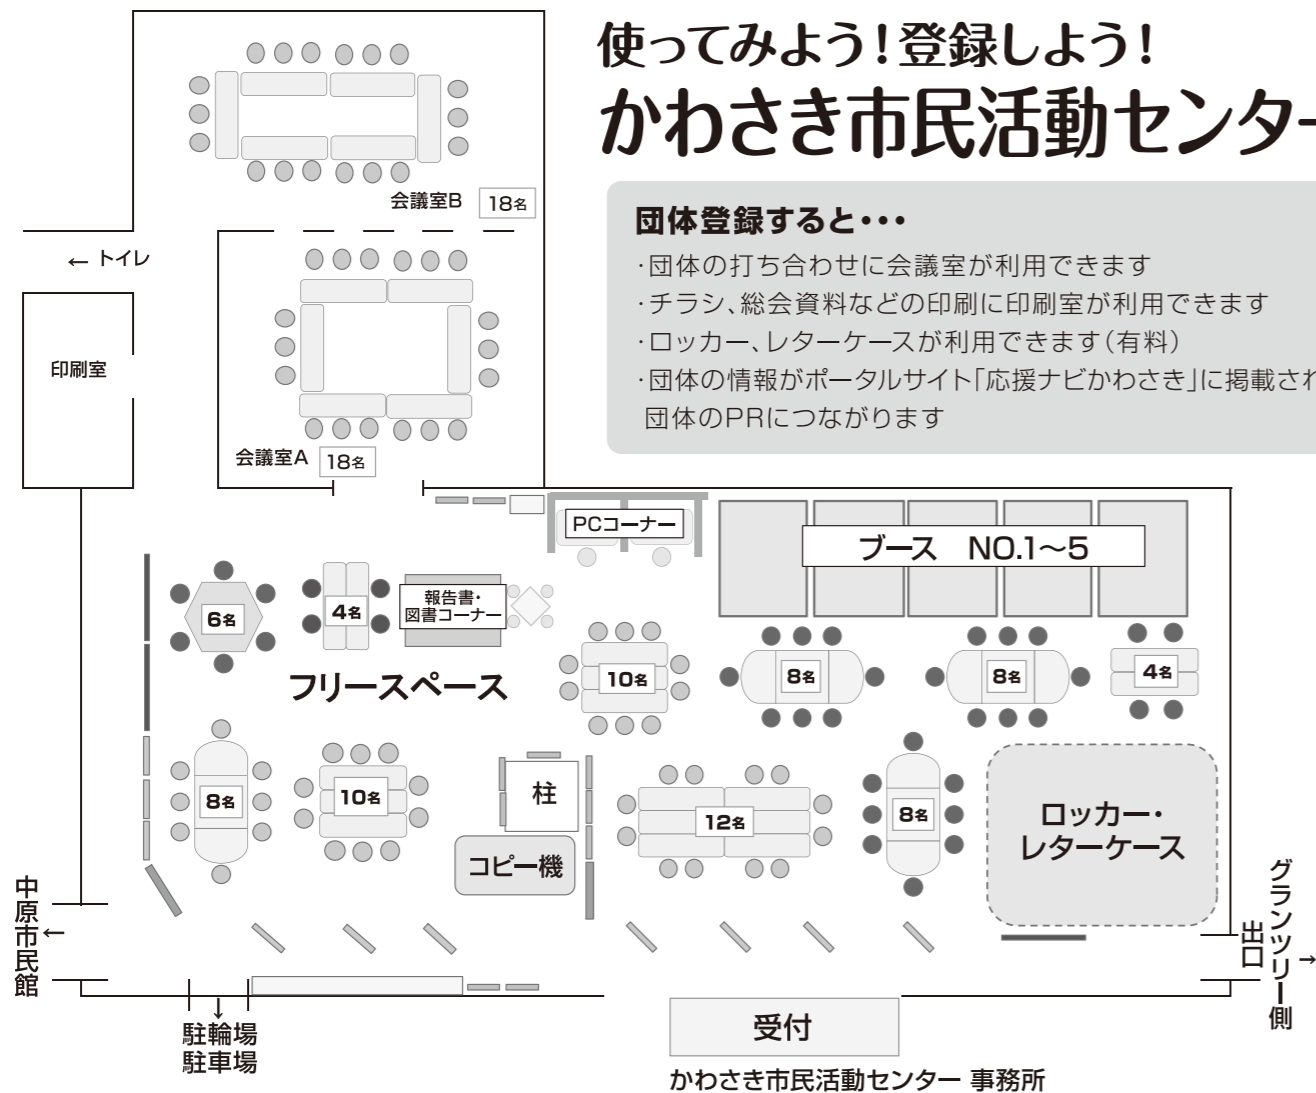 使ってみよう!登録しよう!
かわさき市民活動センター
団体登録すると・・・
・団体の打ち合わせに会議室が利用できます
・チラシ、総会資料などの印刷に印刷室が利用できます
・ロッカー、レターケースが利用できます(有料)
・団体の情報がポータルサイト「応援ナビかわさき」に掲載され
団体のPRにつながります
会議室B 18名
← トイレ
印刷室
会議室A 18名
PCコーナー
ブース NO.1〜5
6名
4名
報告書・
図書コーナー
フリースペース
10名
8名
8名
4名
8名
10名
柱
コピー機
12名
8名
ロッカー・
レターケース
中原市民館
←
出口
グランツリー側
→
↓
駐輪場
駐車場
受付
かわさき市民活動センター 事務所